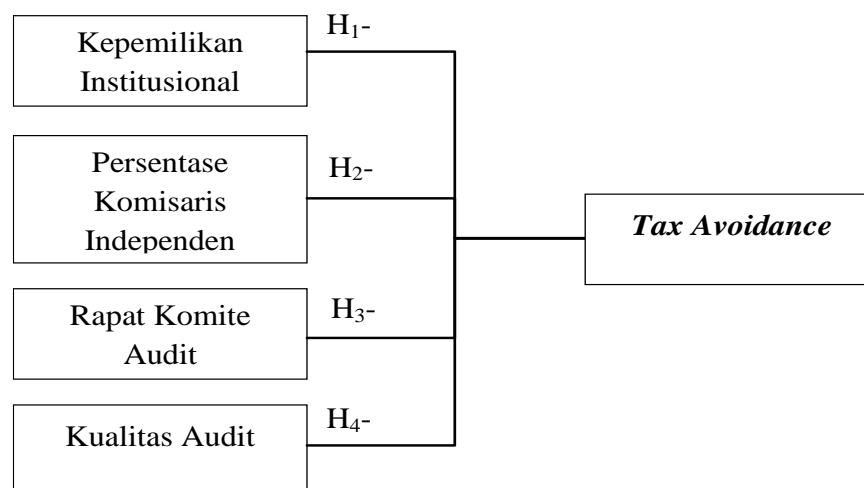 H₁-
Kepemilikan
Institusional
H₂-
Persentase
Komisaris
Independen
Tax Avoidance
H₃-
Rapat Komite
Audit
H₄-
Kualitas Audit